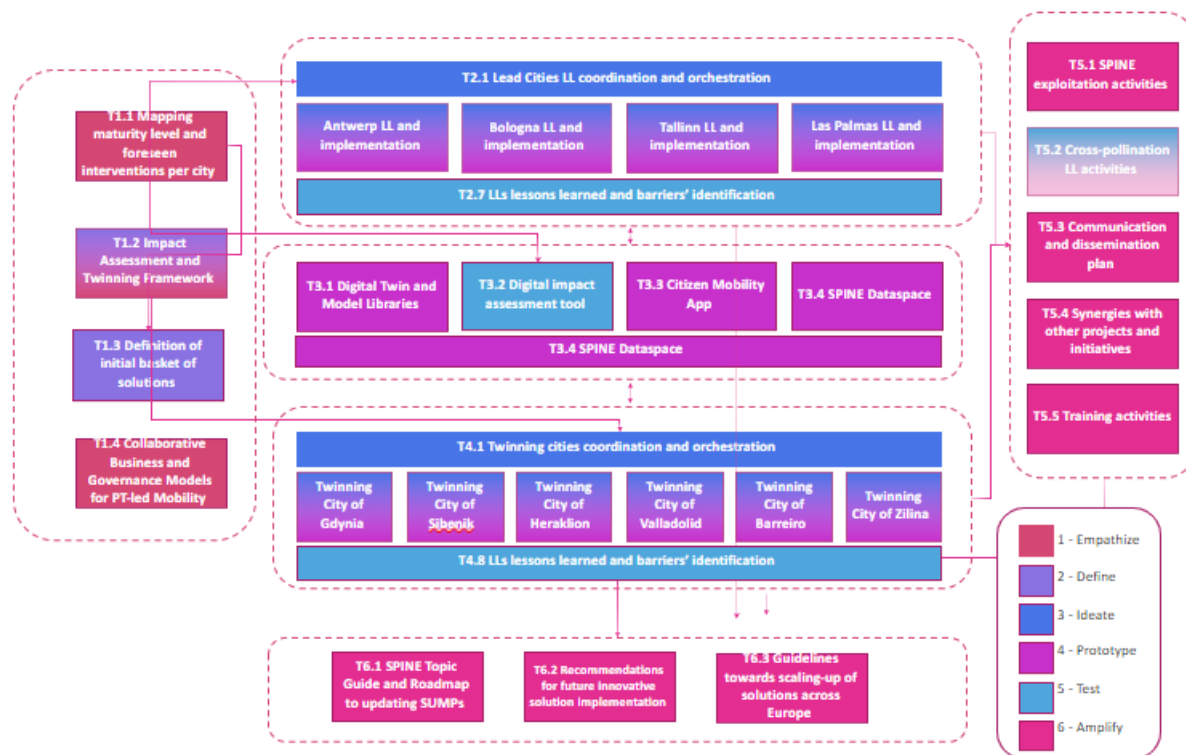 T1.1 Mapping
maturity level and
foreseen
interventions per city
T1.2 Impact
Assessment and
Twinning Framework
T1.3 Definition of
initial basket of
solutions
T1.4 Collaborative
Business and
Governance Models
for PT-led Mobility
T2.1 Lead Cities LL coordination and orchestration
Antwerp LL and
implementation
Bologna LL and
implementation
Tallinn LL and
implementation
Las Palmas LL and
implementation
T2.7 LLs lessons learned and barriers' identification
T3.1 Digital Twin and
Model Libraries
T3.2 Digital impact
assessment tool
T3.3 Citizen Mobility
App
T3.4 SPINE Dataspace
T3.4 SPINE Dataspace
T4.1 Twinning cities coordination and orchestration
Twinning
City of
Gdynia
Twinning
City of
Sibenik
Twinning
City of
Heraklion
Twinning
City of
Valladolid
Twinning
City of
Barreiro
Twinning
City of Zilina
T4.8 LLs lessons learned and barriers' identification
T6.1 SPINE Topic
Guide and Roadmap
to updating SUMPs
T6.2 Recommendations
for future innovative
solution implementation
T6.3 Guidelines
towards scaling-up of
solutions across
Europe
T5.1 SPINE
exploitation activities
T5.2 Cross-pollination
LL activities
T5.3 Communication
and dissemination
plan
T5.4 Synergies with
other projects and
initiatives
T5.5 Training activities
1 - Empathize
2 - Define
3 - Ideate
4 - Prototype
5 - Test
6 - Amplify